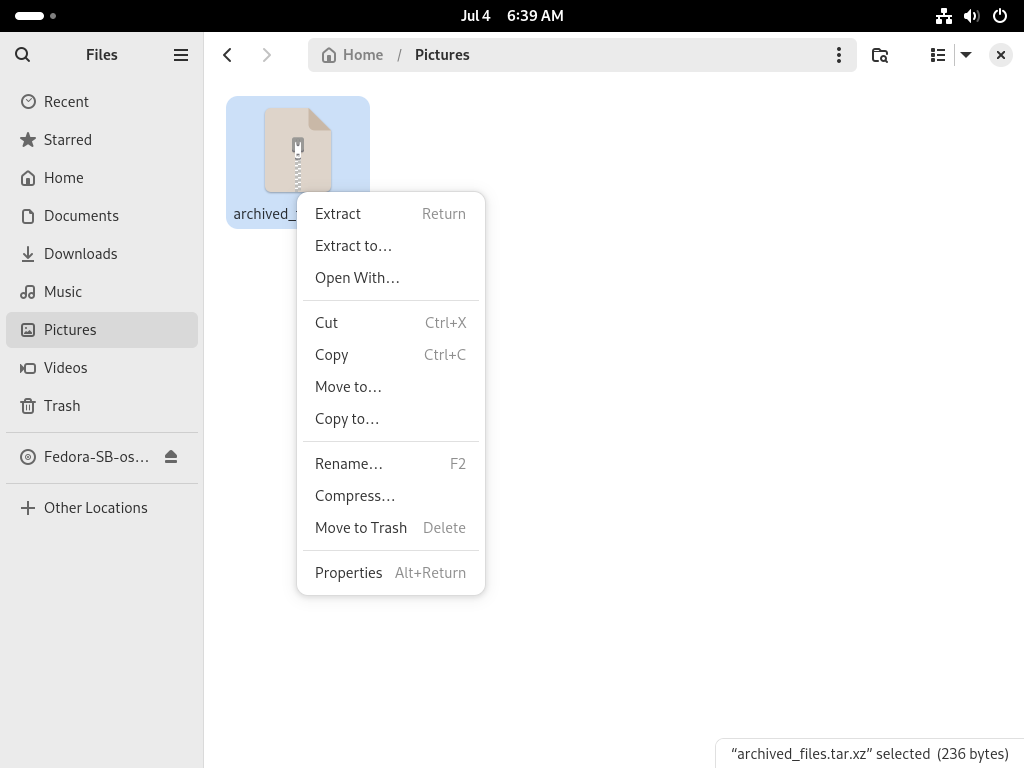 Jul 4 6:39 AM
Files
Home / Pictures
Recent
Starred
Home
Documents
Downloads
Music
Pictures
Videos
Trash
Fedora-SB-os…
Other Locations
archived_
Extract Return
Extract to…
Open With…
Cut Ctrl+X
Copy Ctrl+C
Move to…
Copy to…
Rename… F2
Compress…
Move to Trash Delete
Properties Alt+Return
“archived_files.tar.xz” selected (236 bytes)